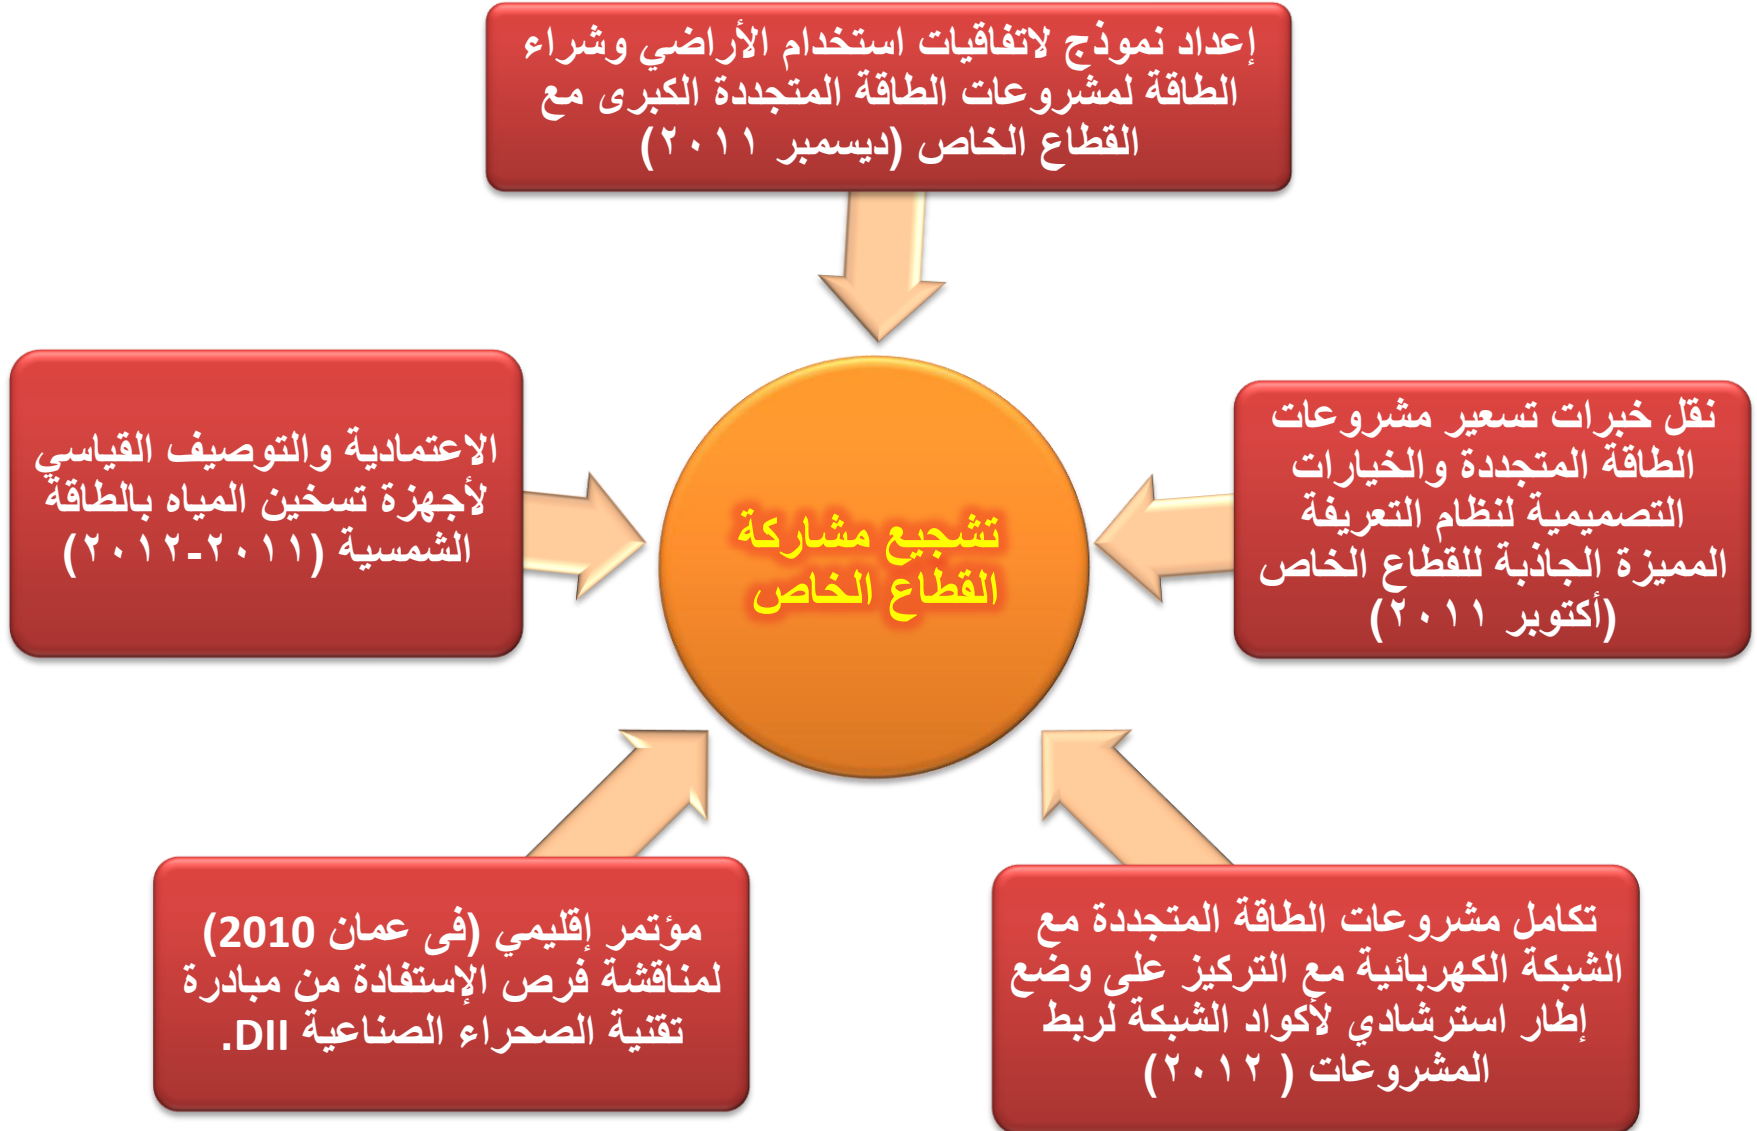 إعداد نموذج لاتفاقيات استخدام الأراضي وشراء
الطاقة لمشروعات الطاقة المتجددة الكبرى مع
القطاع الخاص (ديسمبر ٢٠١١)
نقل خبرات تسعير مشروعات
الطاقة المتجددة والخيارات
التصميمية لنظام التعريفة
المميزة الجاذبة للقطاع الخاص
(أكتوبر ٢٠١١)
تشجيع مشاركة
القطاع الخاص
الاعتمادية والتوصيف القياسي
لأجهزة تسخين المياه بالطاقة
الشمسية (٢٠١١-٢٠١٢)
تكامل مشروعات الطاقة المتجددة مع
الشبكة الكهربائية مع التركيز على وضع
إطار استرشادي لأكواد الشبكة لربط
المشروعات ( ٢٠١٢)
مؤتمر إقليمي (فى عمان 2010)
لمناقشة فرص الإستفادة من مبادرة
تقنية الصحراء الصناعية DII.